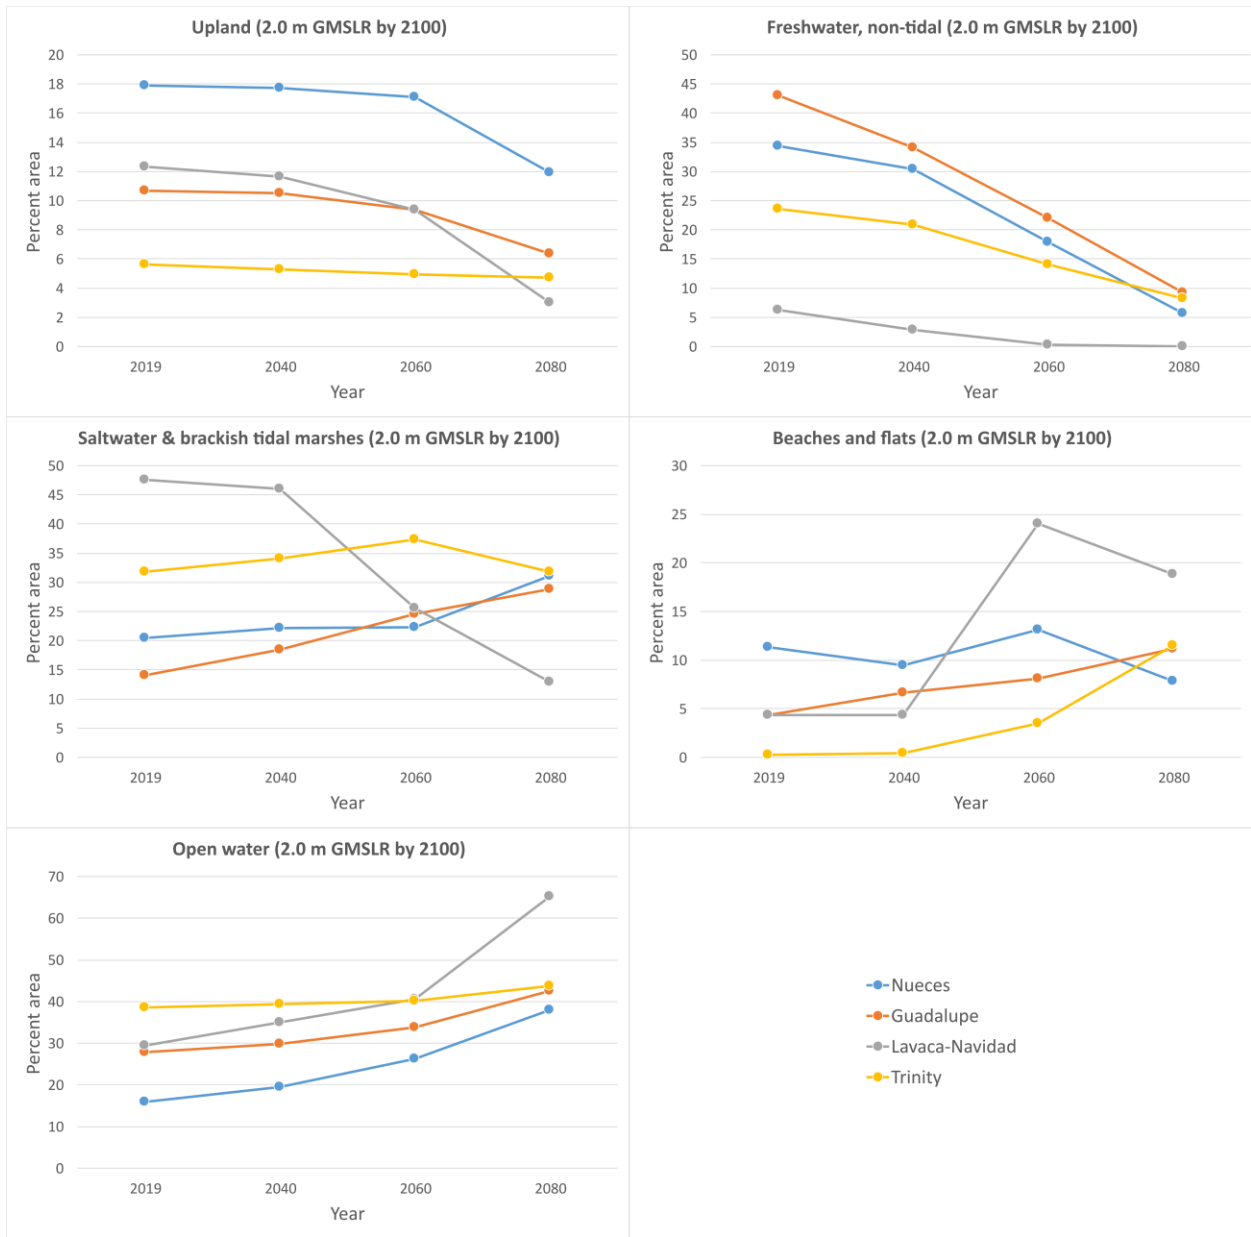 Upland (2.0 m GMSLR by 2100)
20
18
16
14
12
10
8
6
4
2
0
Percent area
2019 2040 2060 2080
Year
Freshwater, non-tidal (2.0 m GMSLR by 2100)
50
45
40
35
30
25
20
15
10
5
0
Percent area
2019 2040 2060 2080
Year
Saltwater & brackish tidal marshes (2.0 m GMSLR by 2100)
50
45
40
35
30
25
20
15
10
5
0
Percent area
2019 2040 2060 2080
Year
Beaches and flats (2.0 m GMSLR by 2100)
30
25
20
15
10
5
0
Percent area
2019 2040 2060 2080
Year
Open water (2.0 m GMSLR by 2100)
70
60
50
40
30
20
10
0
Percent area
2019 2040 2060 2080
Year
Nueces
Guadalupe
Lavaca-Navidad
Trinity